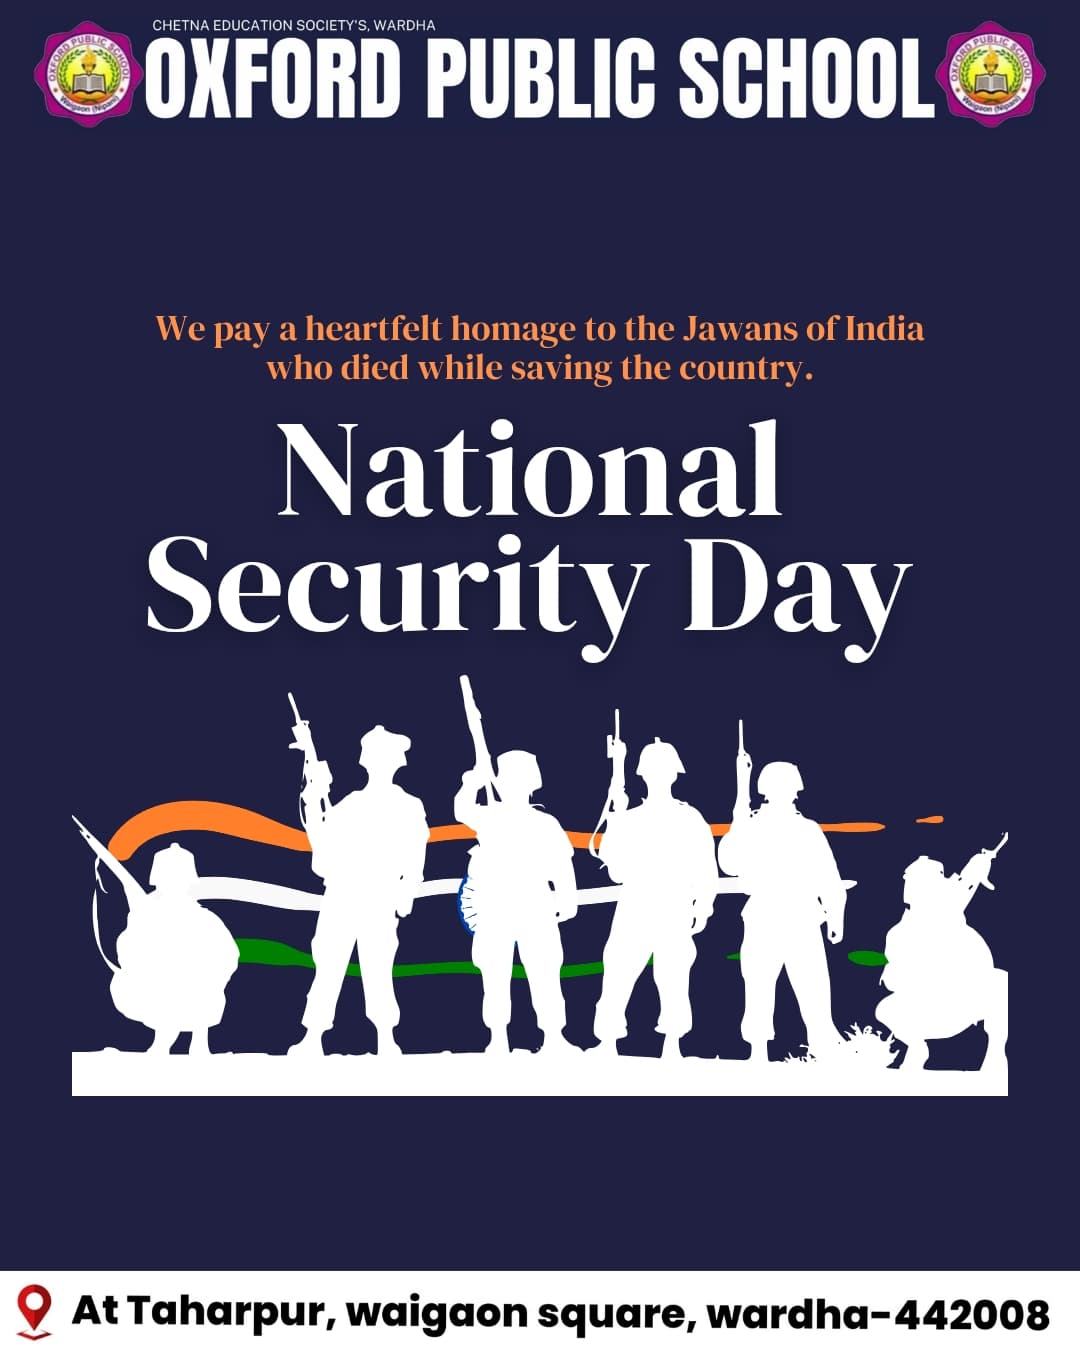 CHETNA EDUCATION SOCIETY'S, WARDHA
OXFORD PUBLIC SCHOOL
OXFORD PUBLIC SCHOOL
Waigaon (Nipani)
OXFORD PUBLIC SCHOOL
Waigaon (Nipani)
We pay a heartfelt homage to the Jawans of India
who died while saving the country.
National
Security Day
At Taharpur, waigaon square, wardha-442008